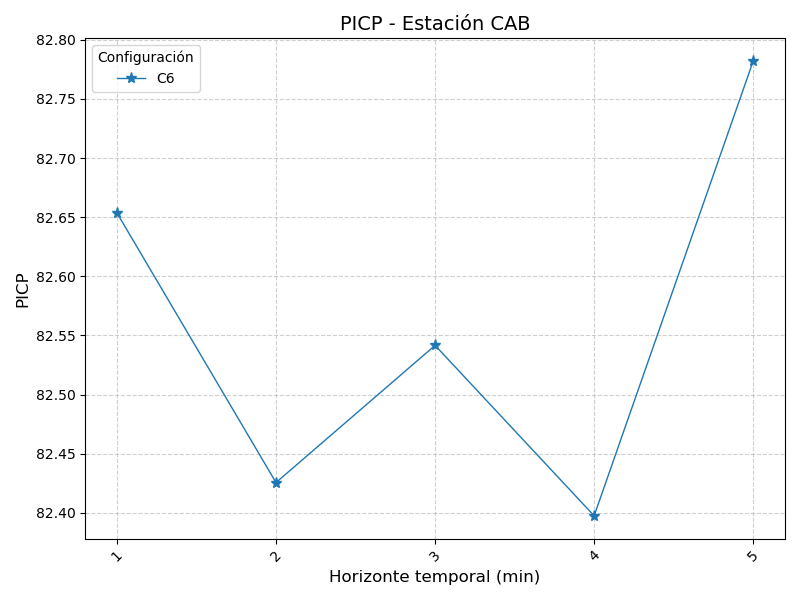 PICP - Estación CAB
Configuración
C6
PICP
82.80
82.75
82.70
82.65
82.60
82.55
82.50
82.45
82.40
1
2
3
4
5
Horizonte temporal (min)